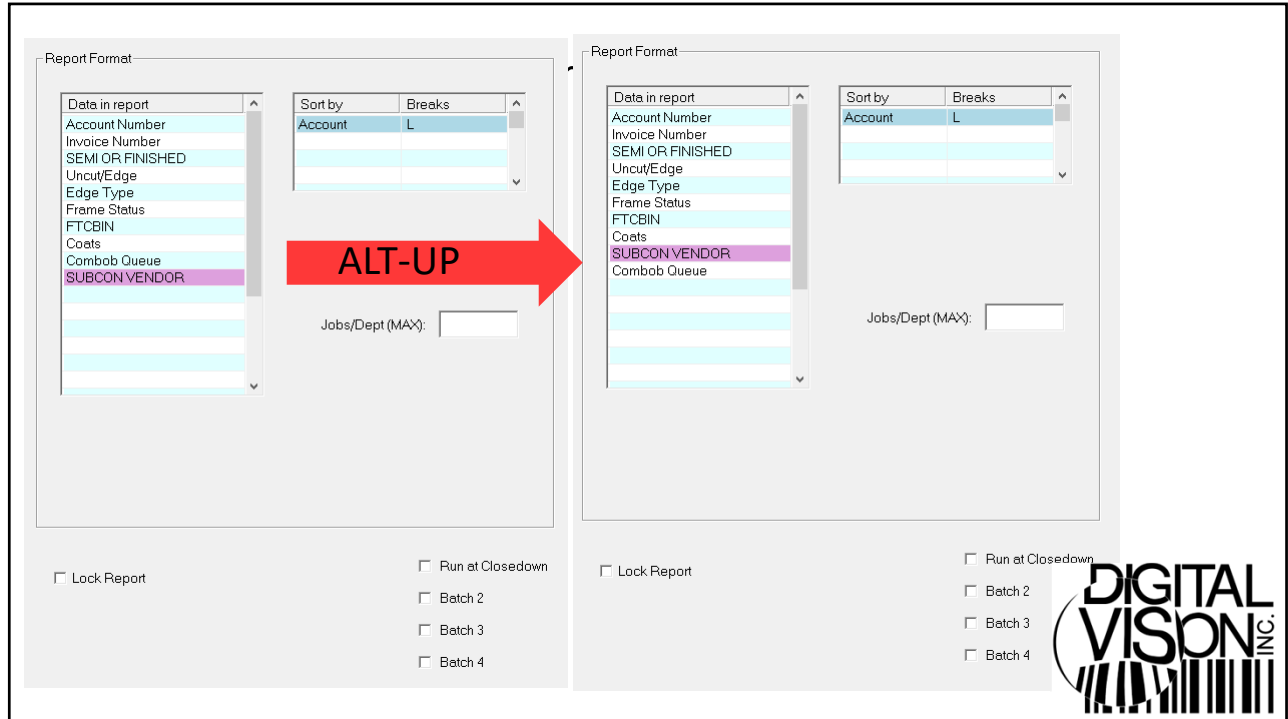 Report Format
Data in report
Account Number
Invoice Number
SEMI OR FINISHED
Uncut/Edge
Edge Type
Frame Status
FTCBIN
Coats
Combob Queue
SUBCON VENDOR
Sort by Breaks
Account L
Jobs/Dept (MAX):
Lock Report
Run at Closedown
Batch 2
Batch 3
Batch 4
ALT-UP
Report Format
Data in report
Account Number
Invoice Number
SEMI OR FINISHED
Uncut/Edge
Edge Type
Frame Status
FTCBIN
Coats
SUBCON VENDOR
Combob Queue
Sort by Breaks
Account L
Jobs/Dept (MAX):
Lock Report
Run at Closedown
Batch 2
Batch 3
Batch 4
DIGITAL
VISION INC.